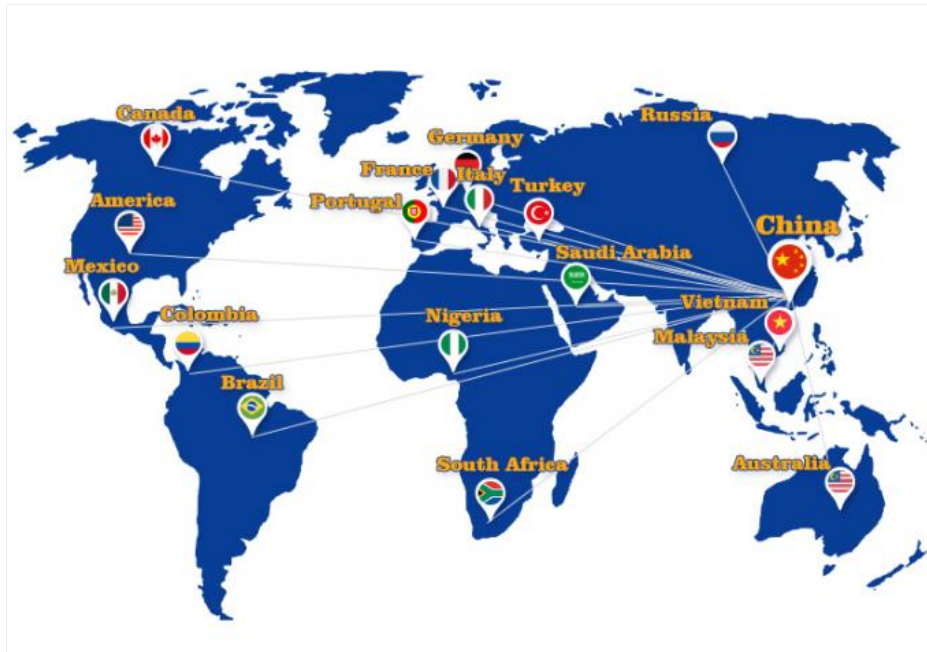 Canada
Russia
Germany
France
Italy
Turkey
America
Portugal
China
Saudi Arabia
Mexico
Vietnam
Colombia
Nigeria
Malaysia
Brazil
South Africa
Australia